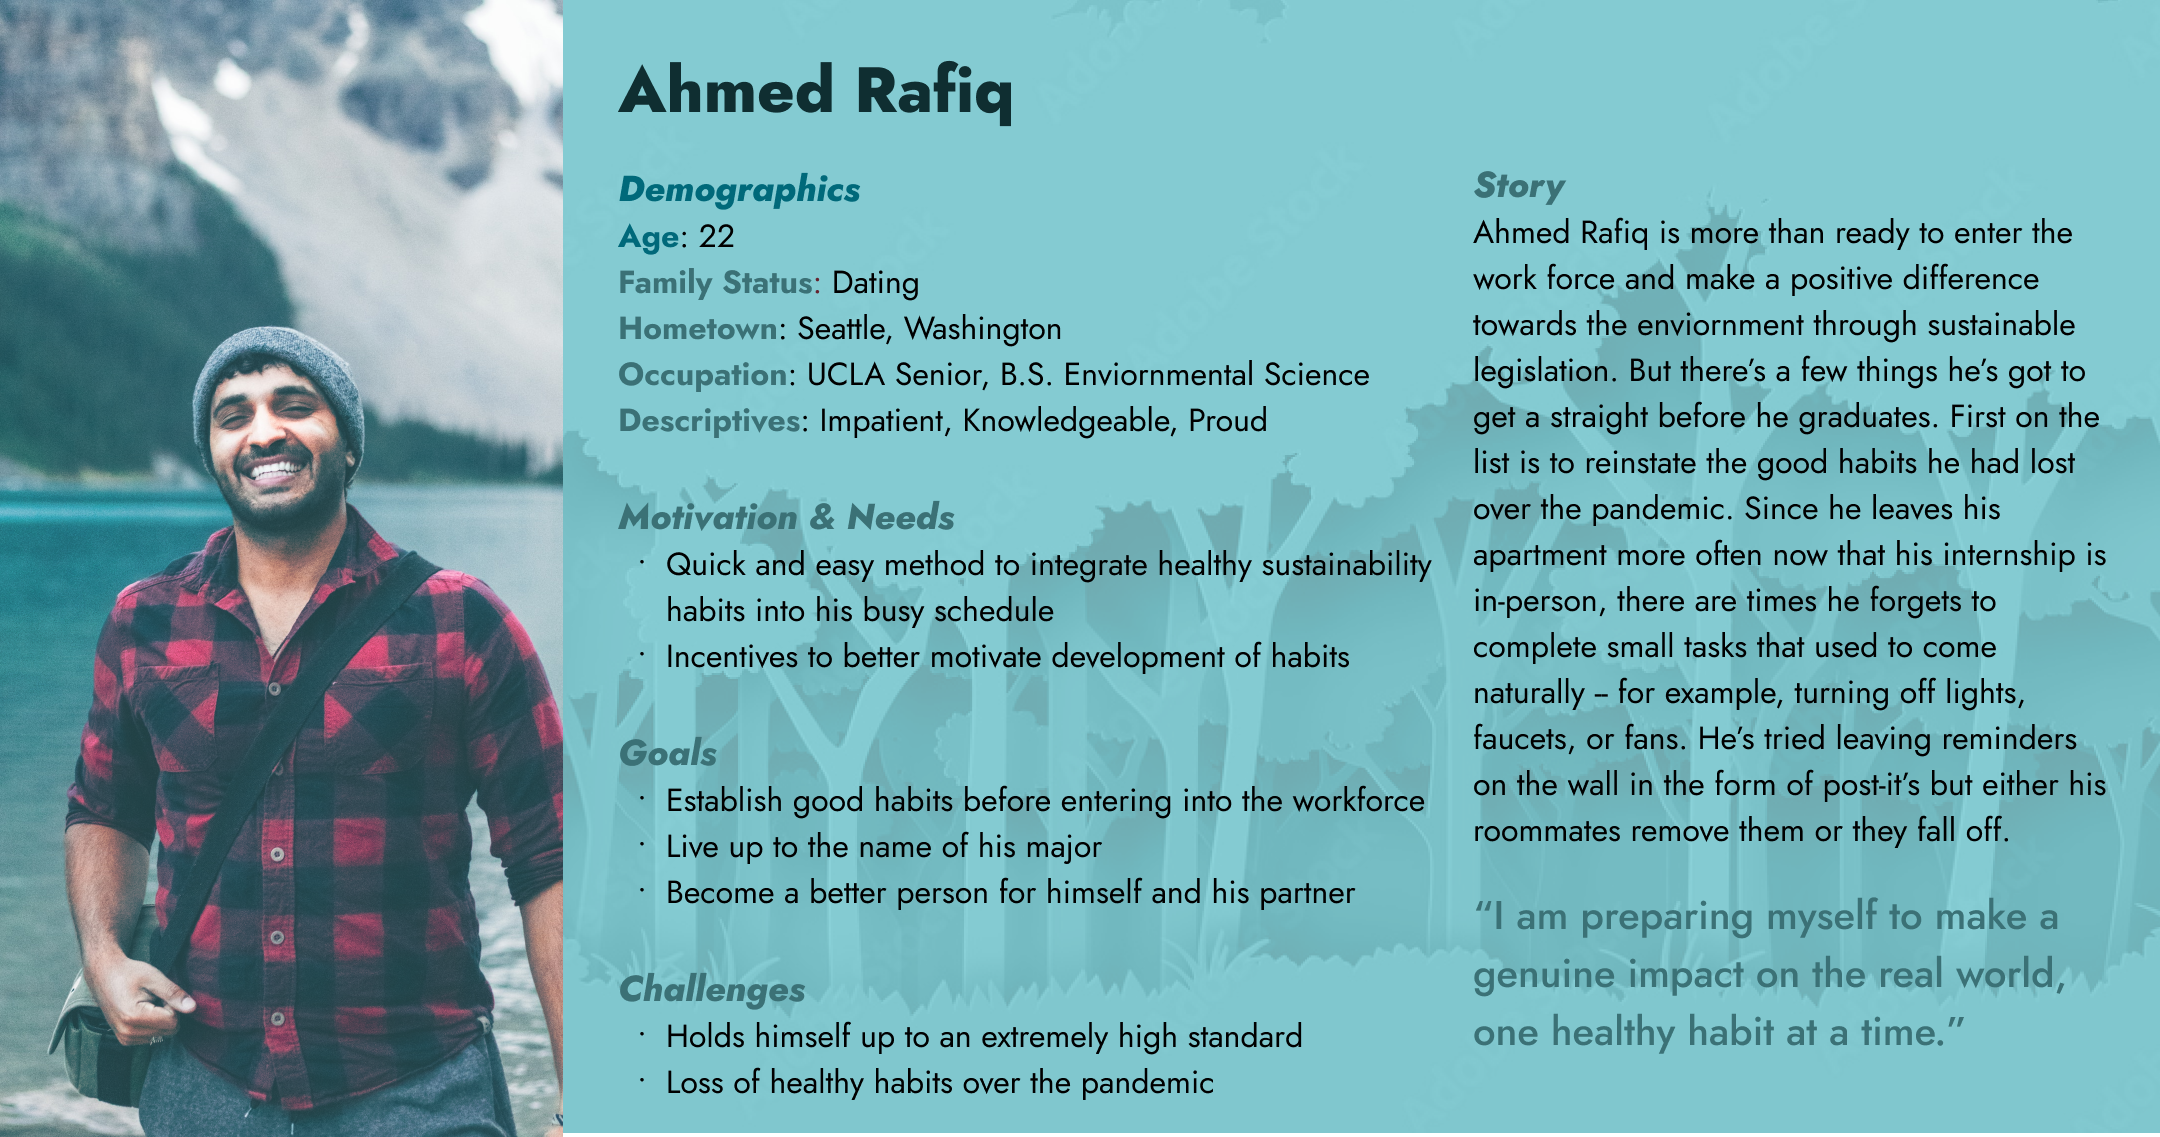 Ahmed Rafiq
Demographics
Age: 22
Family Status: Dating
Hometown: Seattle, Washington
Occupation: UCLA Senior, B.S. Enviornmental Science
Descriptives: Impatient, Knowledgeable, Proud
Motivation & Needs
· Quick and easy method to integrate healthy sustainability
habits into his busy schedule
· Incentives to better motivate development of habits
Goals
· Establish good habits before entering into the workforce
· Live up to the name of his major
· Become a better person for himself and his partner
Challenges
· Holds himself up to an extremely high standard
· Loss of healthy habits over the pandemic
Story
Ahmed Rafiq is more than ready to enter the
work force and make a positive difference
towards the enviornment through sustainable
legislation. But there’s a few things he’s got to
get a straight before he graduates. First on the
list is to reinstate the good habits he had lost
over the pandemic. Since he leaves his
apartment more often now that his internship is
in-person, there are times he forgets to
complete small tasks that used to come
naturally – for example, turning off lights,
faucets, or fans. He’s tried leaving reminders
on the wall in the form of post-it’s but either his
roommates remove them or they fall off.
“I am preparing myself to make a
genuine impact on the real world,
one healthy habit at a time.”
Adobe Stock